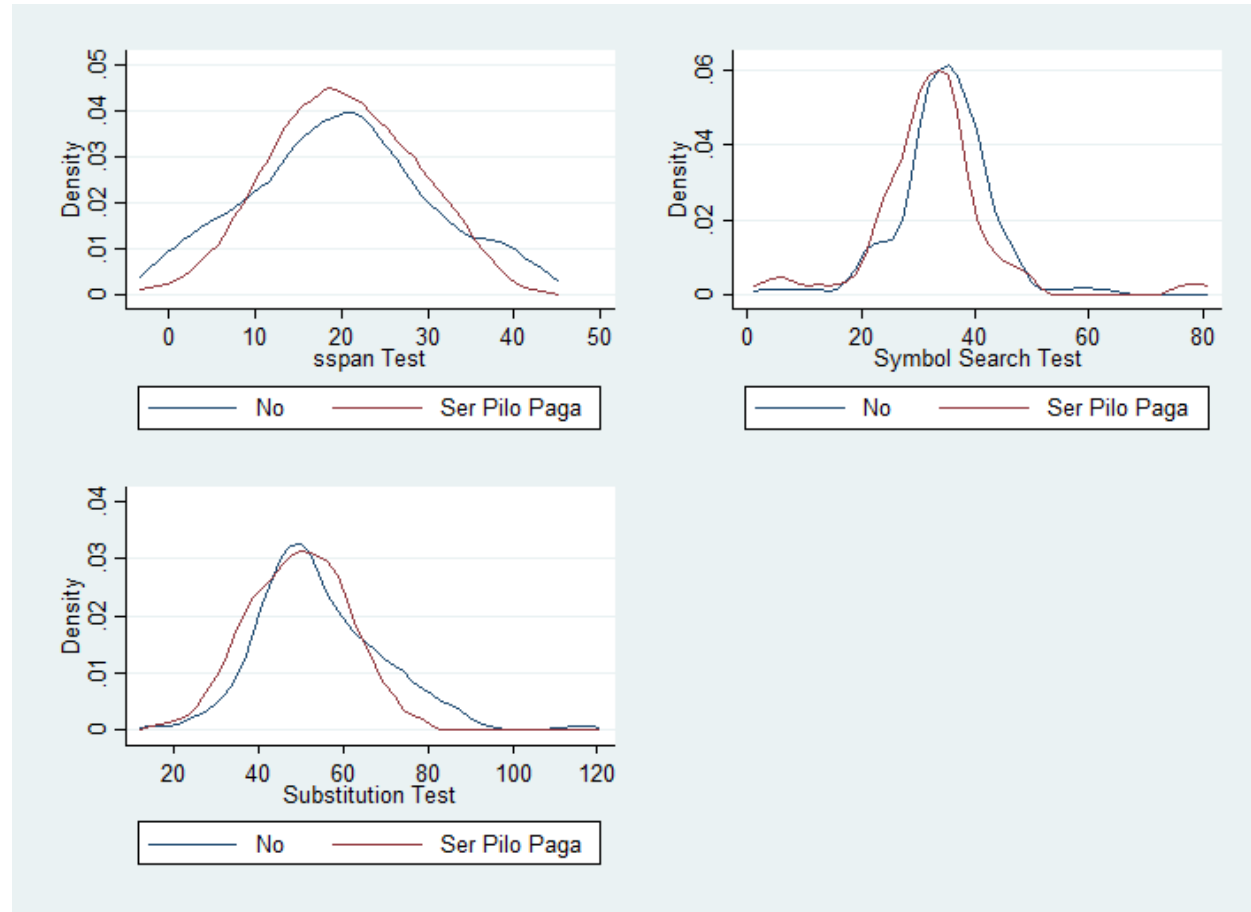 Density
.05
.04
.03
.02
.01
0
0 10 20 30 40 50
sspan Test
No Ser Pilo Paga
Density
.06
.04
.02
0
0 20 40 60 80
Symbol Search Test
No Ser Pilo Paga
Density
.04
.03
.02
.01
0
20 40 60 80 100 120
Substitution Test
No Ser Pilo Paga